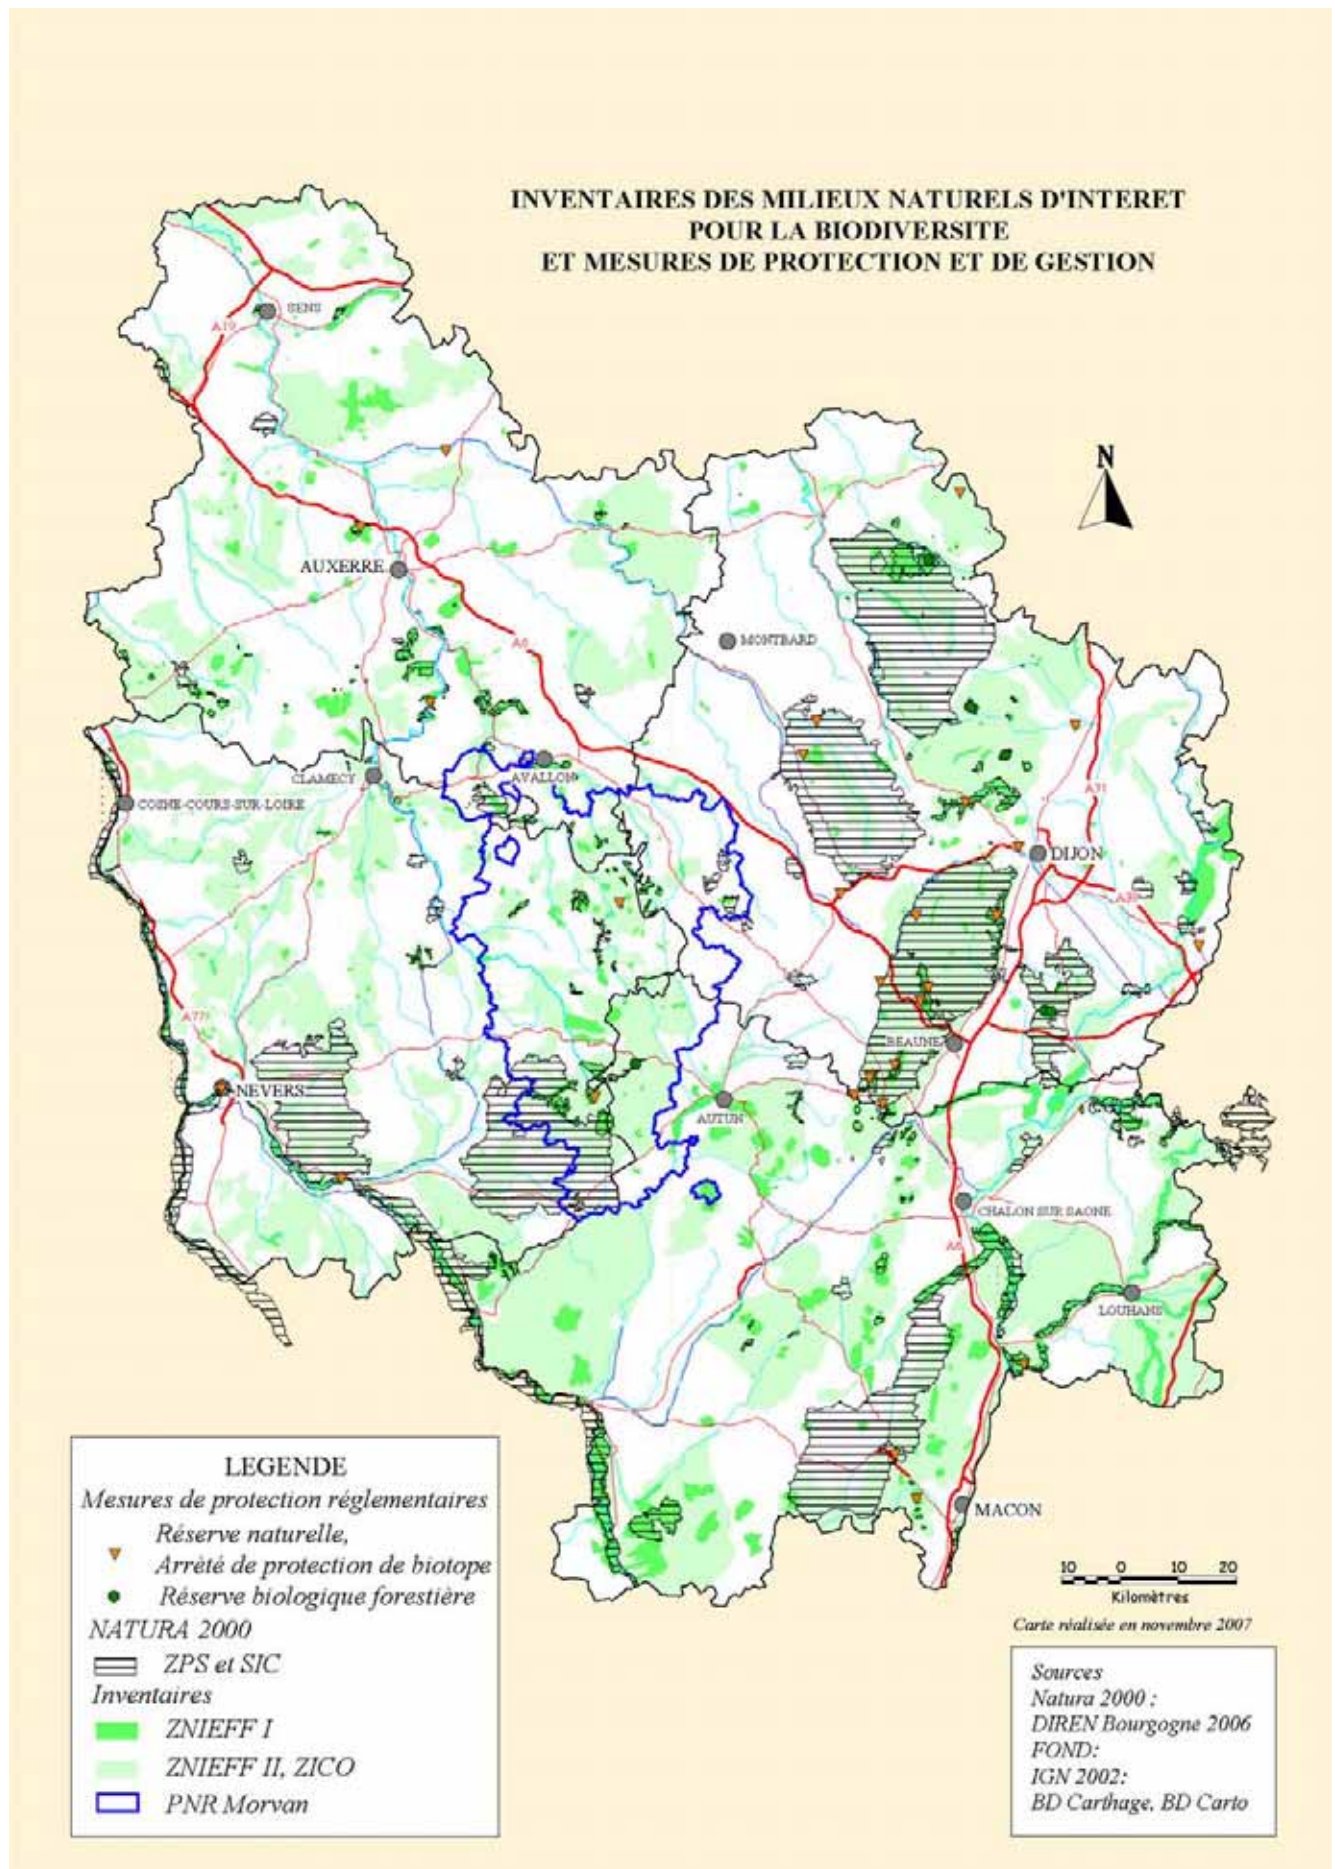 INVENTAIRES DES MILIEUX NATURELS D'INTERET
POUR LA BIODIVERSITE
ET MESURES DE PROTECTION ET DE GESTION
SENS
A19
N
AUXERRE
A6
MONTBARD
CLAMECY
AVALLON
COSNE-COURS-SUR-LOIRE
A31
DIJON
A39
A77
BEAUNE
NEVERS
AUTUN
CHALON SUR SAONE
A6
LOUHANS
MACON
LEGENDE
Mesures de protection réglementaires
Réserve naturelle,
Arrêté de protection de biotope
Réserve biologique forestière
NATURA 2000
ZPS et SIC
Inventaires
ZNIEFF I
ZNIEFF II, ZICO
PNR Morvan
10 0 10 20
Kilomètres
Carte réalisée en novembre 2007
Sources
Natura 2000 :
DIREN Bourgogne 2006
FOND:
IGN 2002:
BD Carthage, BD Carto